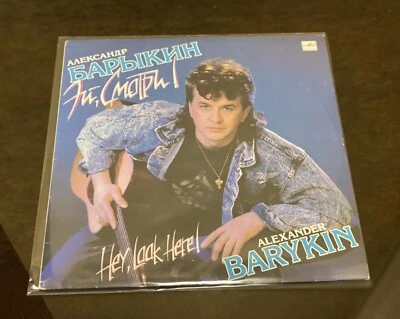 АЛЕКСАНДР
БАРЫКИН
Эй, Смотри!
Hey, Look Here!
ALEXANDER
BARYKIN